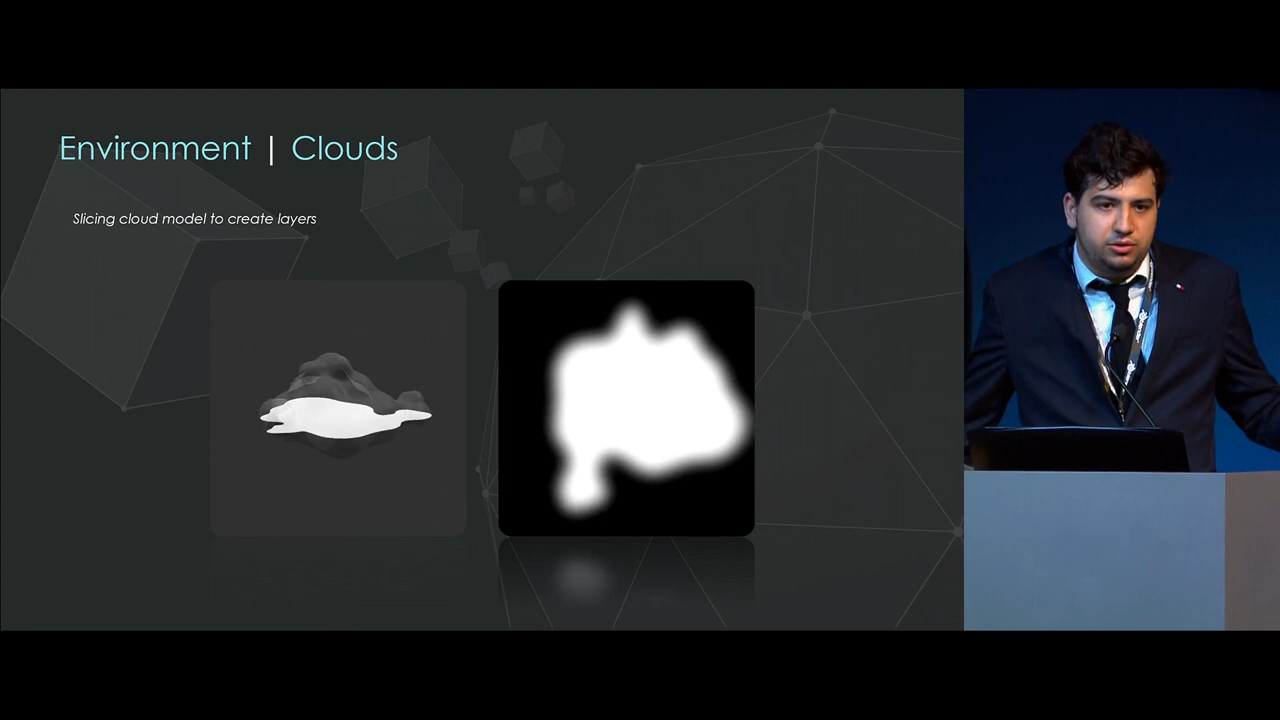 Environment | Clouds
Slicing cloud model to create layers